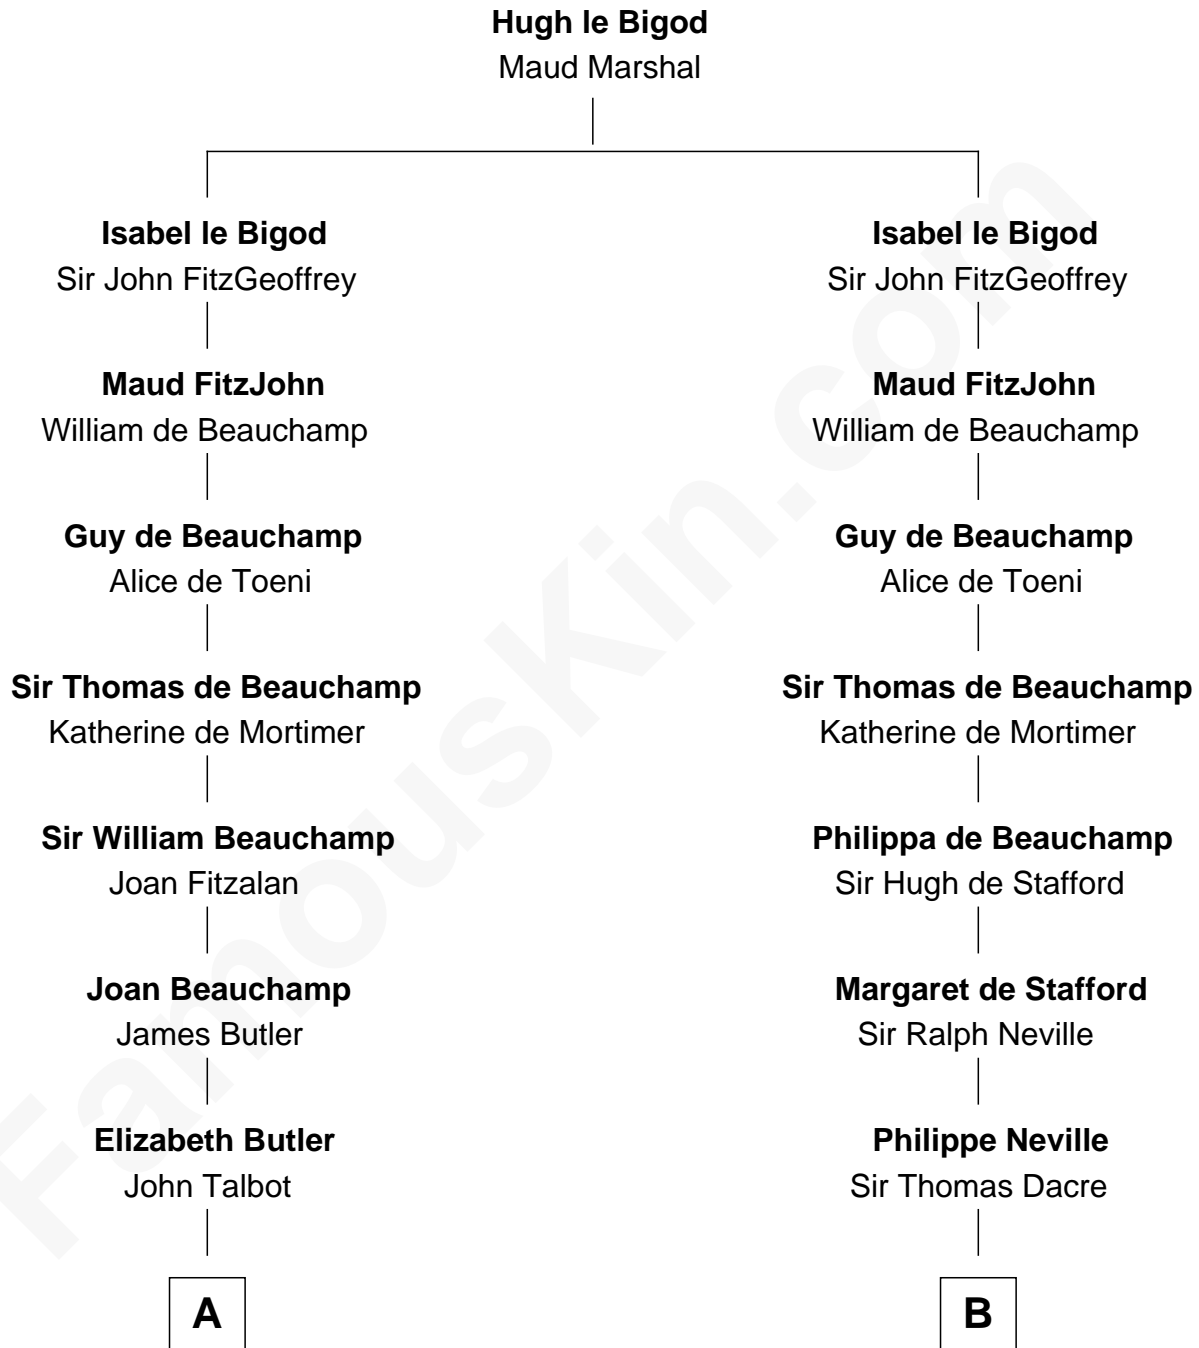 Hugh le Bigod
Maud Marshal
Isabel le Bigod
Sir John FitzGeoffrey
Maud FitzJohn
William de Beauchamp
Guy de Beauchamp
Alice de Toeni
Sir Thomas de Beauchamp
Katherine de Mortimer
Sir William Beauchamp
Joan Fitzalan
Joan Beauchamp
James Butler
Elizabeth Butler
John Talbot
A
Isabel le Bigod
Sir John FitzGeoffrey
Maud FitzJohn
William de Beauchamp
Guy de Beauchamp
Alice de Toeni
Sir Thomas de Beauchamp
Katherine de Mortimer
Philippa de Beauchamp
Sir Hugh de Stafford
Margaret de Stafford
Sir Ralph Neville
Philippe Neville
Sir Thomas Dacre
B
FamousKin.com